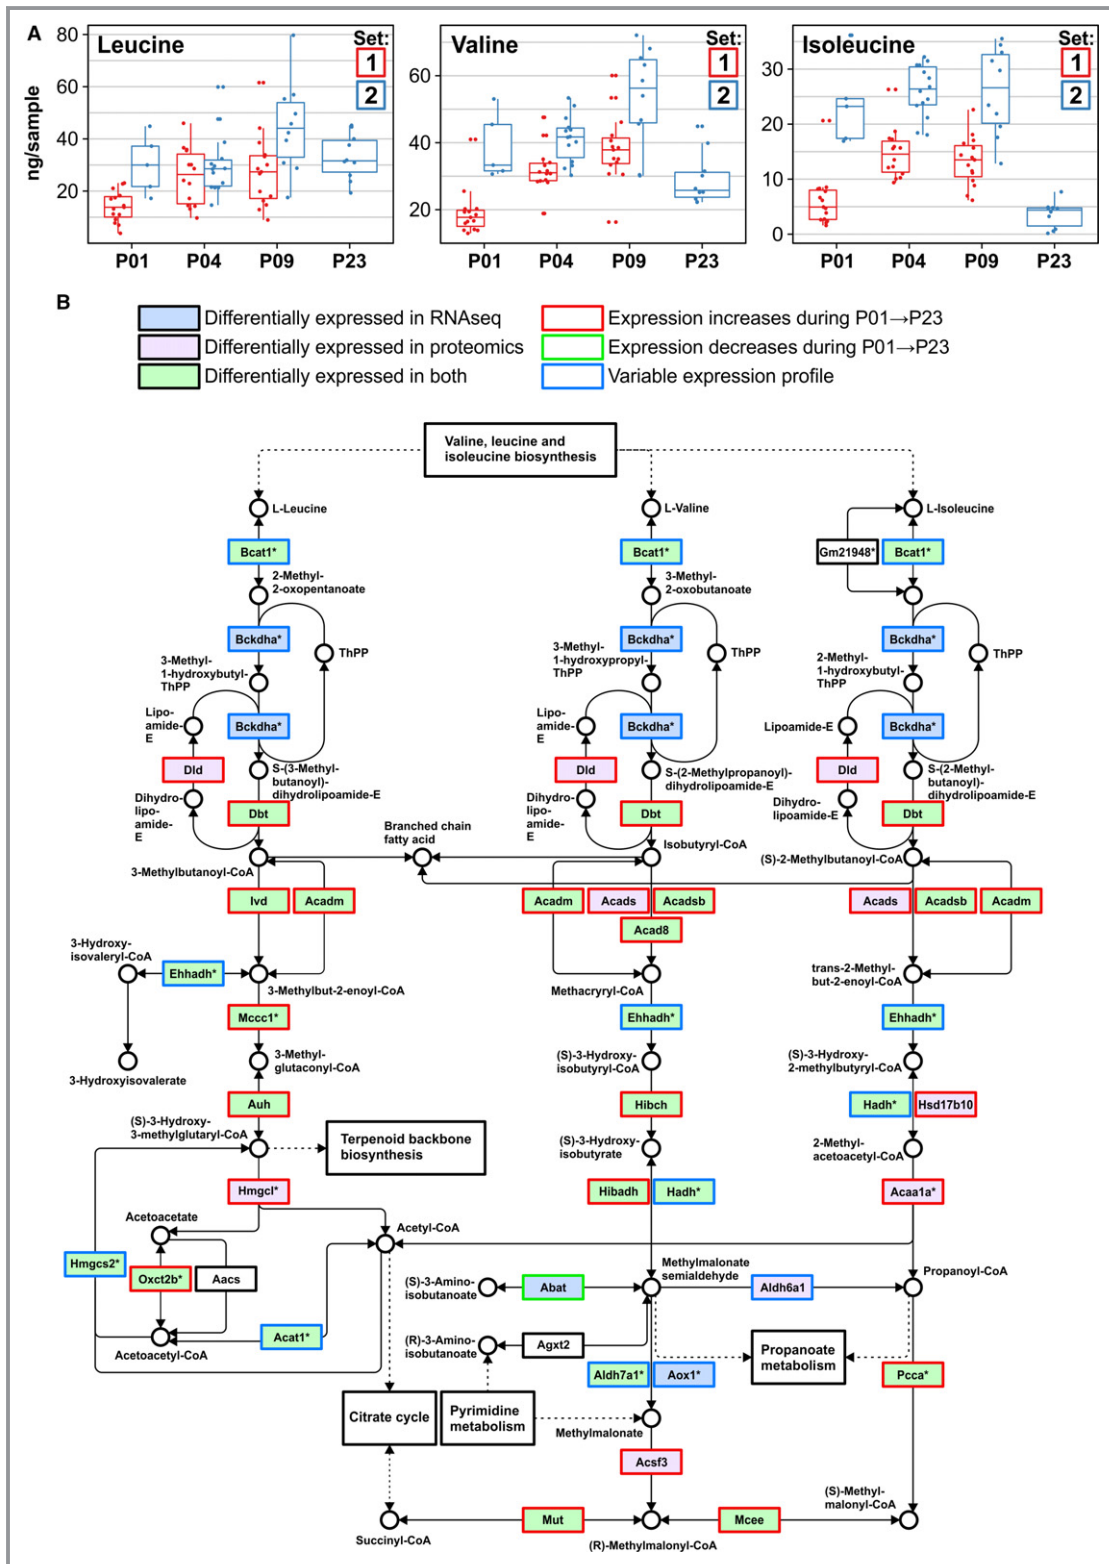 A
Leucine
Set:
1
2
Valine
Set:
1
2
Isoleucine
Set:
1
2
ng/sample
80
60
40
20
60
40
20
30
20
10
0
P01 P04 P09 P23
P01 P04 P09 P23
P01 P04 P09 P23
B
Differentially expressed in RNAseq
Differentially expressed in proteomics
Differentially expressed in both
Expression increases during P01→P23
Expression decreases during P01→P23
Variable expression profile
Valine, leucine and
isoleucine biosynthesis
L-Leucine
L-Valine
L-Isoleucine
Bcat1*
Bcat1*
Gm21948*
Bcat1*
2-Methyl-
2-oxopentanoate
3-Methyl-
2-oxobutanoate
Bckdha*
Bckdha*
Bckdha*
ThPP
ThPP
ThPP
3-Methyl-
1-hydroxybutyl-
ThPP
3-Methyl-
1-hydroxypropyl-
ThPP
2-Methyl-
1-hydroxybutyl-
ThPP
Lipo-
amide-
E
Bckdha*
Lipo-
amide-
E
Bckdha*
Lipoamide-E
Bckdha*
Dld
S-(3-Methyl-
butanoyl)-
dihydrolipoamide-E
Dld
S-(2-Methylpropanoyl)-
dihydrolipoamide-E
Dld
S-(2-Methyl-
butanoyl)-
dihydrolipoamide-E
Dihydro-
lipo-
amide-
E
Dbt
Dihydro-
lipo-
amide-
E
Dbt
Dihydro-
lipoamide-E
Dbt
Branched chain
fatty acid
3-Methylbutanoyl-CoA
Isobutyryl-CoA
(S)-2-Methylbutanoyl-CoA
Ivd
Acadm
Acadm
Acads
Acadsb
Acads
Acadsb
Acadm
Acad8
3-Hydroxy-
isovaleryl-CoA
Ehhadh*
3-Methylbut-2-enoyl-CoA
Methacryryl-CoA
trans-2-Methyl-
but-2-enoyl-CoA
Mccc1*
Ehhadh*
Ehhadh*
3-Hydroxyisovalerate
3-Methyl-
glutaconyl-CoA
(S)-3-Hydroxy-
isobutyryl-CoA
(S)-3-Hydroxy-
2-methylbutyryl-CoA
Auh
Hibch
Hadh*
Hsd17b10
(S)-3-Hydroxy-
3-methylglutaryl-CoA
Terpenoid backbone
biosynthesis
(S)-3-Hydroxy-
isobutyrate
2-Methyl-
acetoacetyl-CoA
Hmgcl*
Hibadh
Hadh*
Acaa1a*
Acetoacetate
Acetyl-CoA
Hmgcs2*
Oxct2b*
Aacs
Methylmalonate
semialdehyde
Propanoyl-CoA
(S)-3-Amino-
isobutanoate
Abat
Aldh6a1
Acat1*
Acetoacetyl-CoA
(R)-3-Amino-
isobutanoate
Agxt2
Propanoate
metabolism
Aldh7a1*
Aox1*
Pcca*
Citrate cycle
Pyrimidine
metabolism
Methylmalonate
Acsf3
(S)-Methyl-
malonyl-CoA
Mut
Mcee
Succinyl-CoA
(R)-Methylmalonyl-CoA